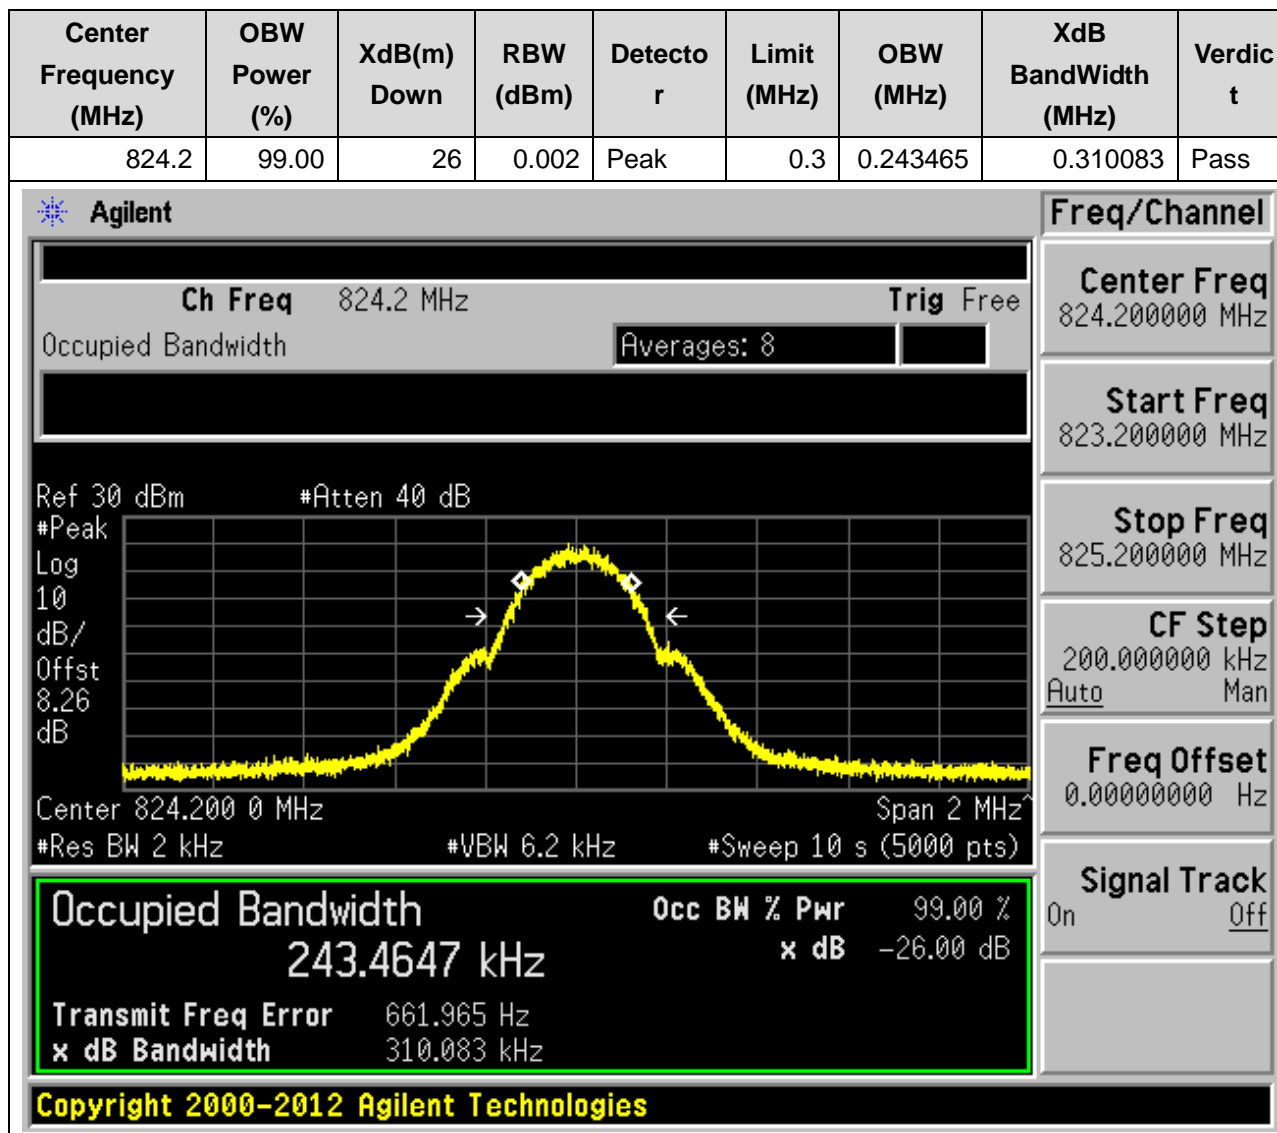 Center Frequency (MHz) OBW Power (%) XdB(m) Down RBW (dBm) Detector Limit (MHz) OBW (MHz) XdB BandWidth (MHz) Verdict
824.2 99.00 26 0.002 Peak 0.3 0.243465 0.310083 Pass
Agilent
Freq/Channel
Ch Freq 824.2 MHz Trig Free
Occupied Bandwidth Averages: 8
Ref 30 dBm #Atten 40 dB
#Peak
Log
10
dB/
Offst
8.26
dB
Center 824.200 0 MHz Span 2 MHz^
#Res BW 2 kHz #VBW 6.2 kHz #Sweep 10 s (5000 pts)
Occupied Bandwidth Occ BW % Pwr 99.00 %
243.4647 kHz x dB -26.00 dB
Transmit Freq Error 661.965 Hz
x dB Bandwidth 310.083 kHz
Center Freq
824.200000 MHz
Start Freq
823.200000 MHz
Stop Freq
825.200000 MHz
CF Step
200.000000 kHz
Auto Man
Freq Offset
0.00000000 Hz
Signal Track
On Off
Copyright 2000-2012 Agilent Technologies